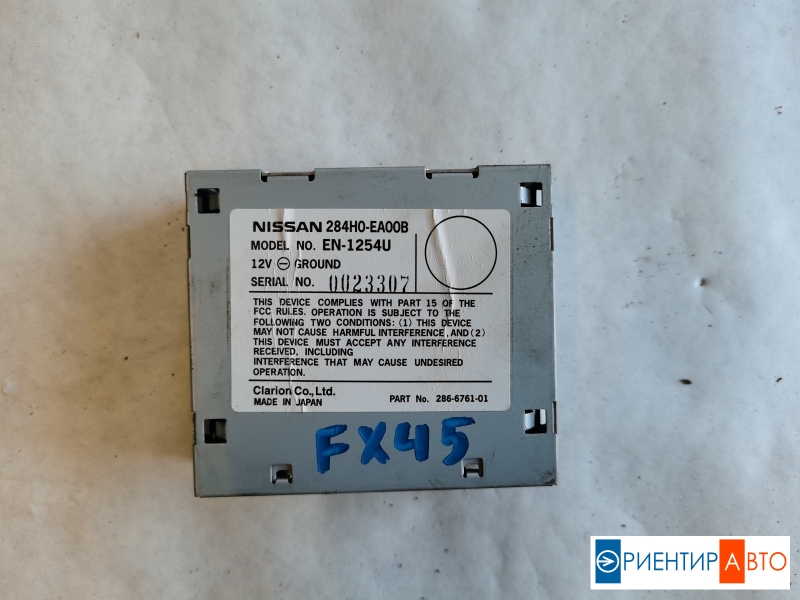 NISSAN 284H0-EA00B
MODEL NO. EN-1254U
12V ⊖ GROUND
SERIAL NO. 0023307
THIS DEVICE COMPLIES WITH PART 15 OF THE
FCC RULES. OPERATION IS SUBJECT TO THE
FOLLOWING TWO CONDITIONS: (1) THIS DEVICE
MAY NOT CAUSE HARMFUL INTERFERENCE, AND (2)
THIS DEVICE MUST ACCEPT ANY INTERFERENCE
RECEIVED, INCLUDING
INTERFERENCE THAT MAY CAUSE UNDESIRED
OPERATION.
Clarion Co., Ltd.
MADE IN JAPAN
PART No. 286-6761-01
FX45
ОРИЕНТИР АВТО